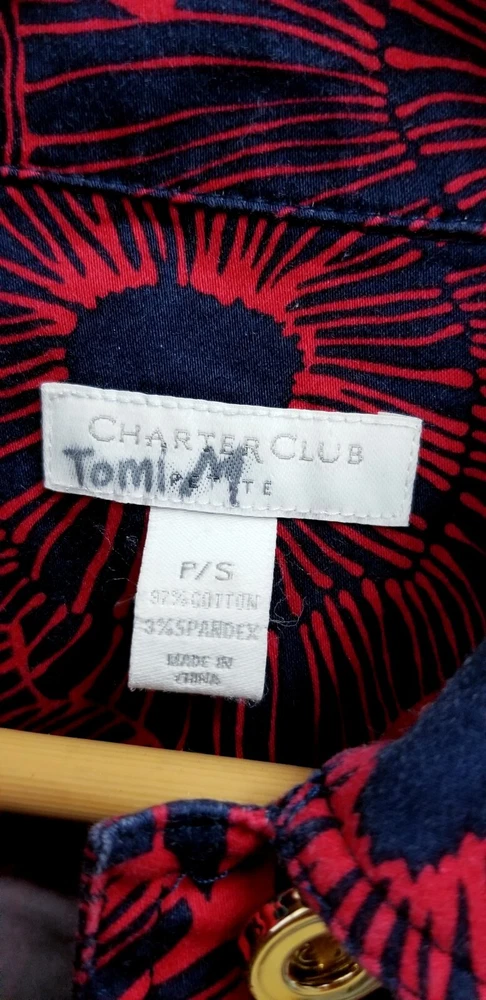 CHARTER CLUB
Tomi. M
P/S
97% COTTON
3% SPANDEX
MADE IN
CHINA